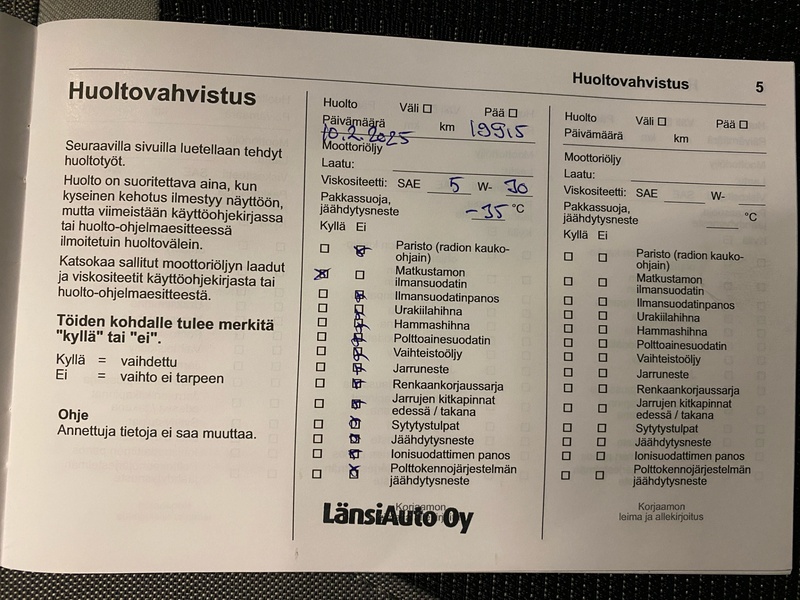 Huoltovahvistus 5
Huoltovahvistus
Seuraavilla sivuilla luetellaan tehdyt
huoltotyöt.
Huolto on suoritettava aina, kun
kyseinen kehotus ilmestyy näyttöön,
mutta viimeistään käyttöohjekirjassa
tai huolto-ohjelmaesitteessä
ilmoitetuin huoltovälein.
Katsokaa sallitut moottoriöljyn laadut
ja viskositeetit käyttöohjekirjasta tai
huolto-ohjelmaesitteestä.
Töiden kohdalle tulee merkitä
"kyllä" tai "ei".
Kyllä = vaihdettu
Ei = vaihto ei tarpeen
Ohje
Annettuja tietoja ei saa muuttaa.
Huolto Väli Pää
Päivämäärä km 19915
10.2.2025
Moottoriöljy
Laatu:
Viskositeetti: SAE 5 W- 30
Pakkassuoja,
jäähdytysneste -35 °C
Kyllä Ei
Paristo (radion kauko-
ohjain)
Matkustamon
ilmansuodatin
Ilmansuodatinpanos
Urakiilahihna
Hammashihna
Polttoainesuodatin
Vaihteistoöljy
Jarruneste
Renkaankorjaussarja
Jarrujen kitkapinnat
edessä / takana
Sytytystulpat
Jäähdytysneste
Ionisuodattimen panos
Polttokennojärjestelmän
jäähdytysneste
Korjaamon
LänsiAuto Oy
Huolto Väli Pää
Päivämäärä km
Moottoriöljy
Laatu:
Viskositeetti: SAE W-
Pakkassuoja,
jäähdytysneste °C
Kyllä Ei
Paristo (radion kauko-
ohjain)
Matkustamon
ilmansuodatin
Ilmansuodatinpanos
Urakiilahihna
Hammashihna
Polttoainesuodatin
Vaihteistoöljy
Jarruneste
Renkaankorjaussarja
Jarrujen kitkapinnat
edessä / takana
Sytytystulpat
Jäähdytysneste
Ionisuodattimen panos
Polttokennojärjestelmän
jäähdytysneste
Korjaamon
leima ja allekirjoitus